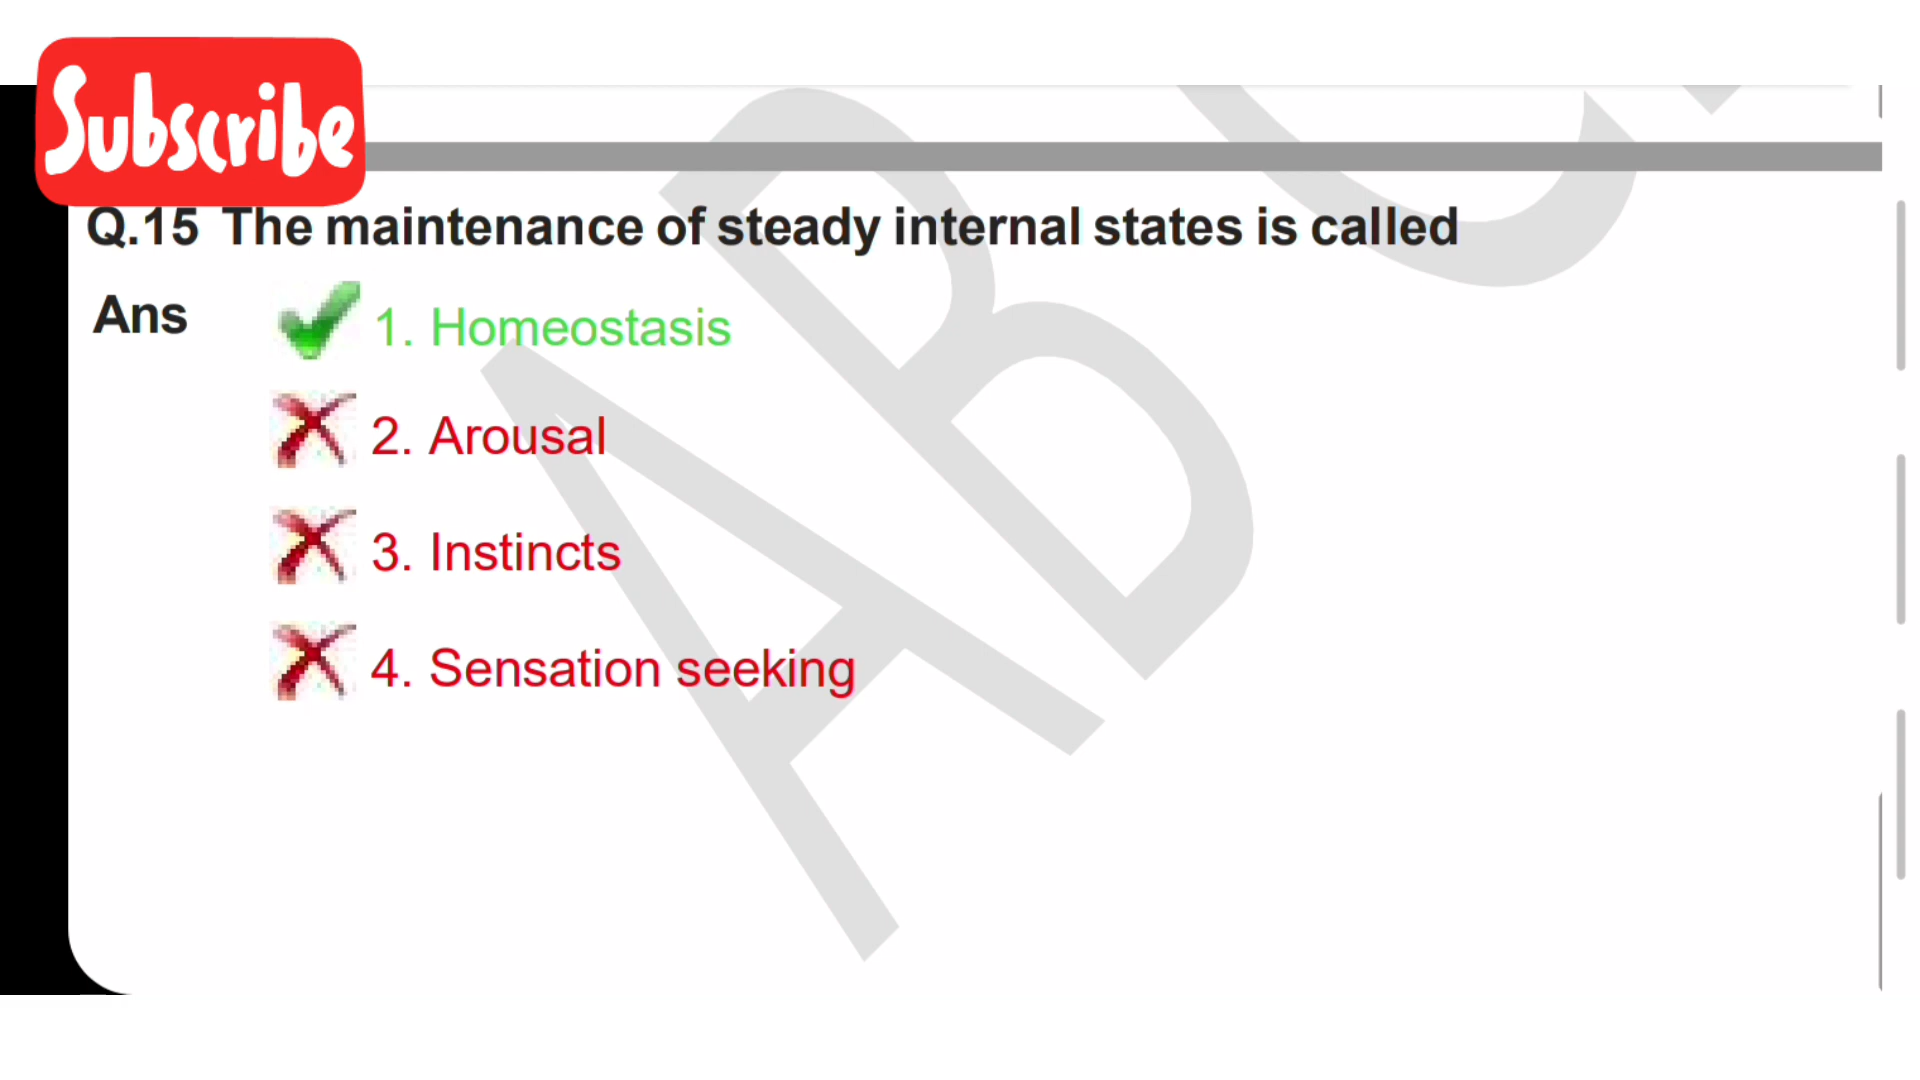 Subscribe
Q.15 The maintenance of steady internal states is called
Ans 1. Homeostasis
2. Arousal
3. Instincts
4. Sensation seeking